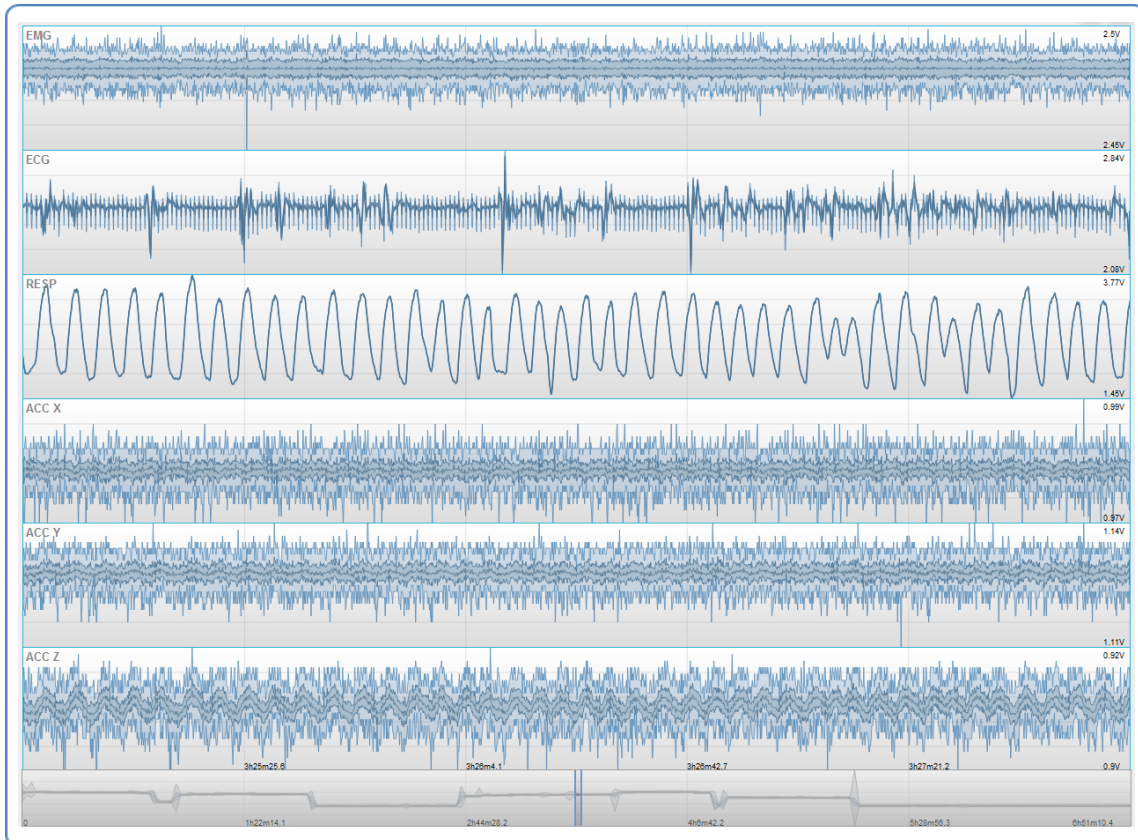 EMG
2.5V
2.45V
ECG
2.84V
2.08V
RESP
3.77V
1.45V
ACC X
0.99V
0.97V
ACC Y
1.14V
1.11V
ACC Z
0.92V
3h25m25.6 3h26m4.1 3h26m42.7 3h27m21.2 0.9V
0 1h22m14.1 2h44m28.2 4h6m42.2 5h28m56.3 6h51m10.4